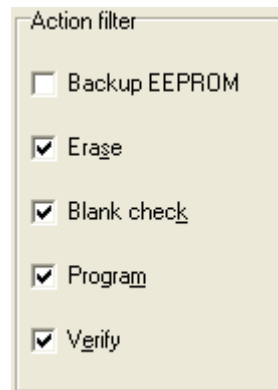 Action filter
Backup EEPROM
Erase
Blank check
Program
Verify